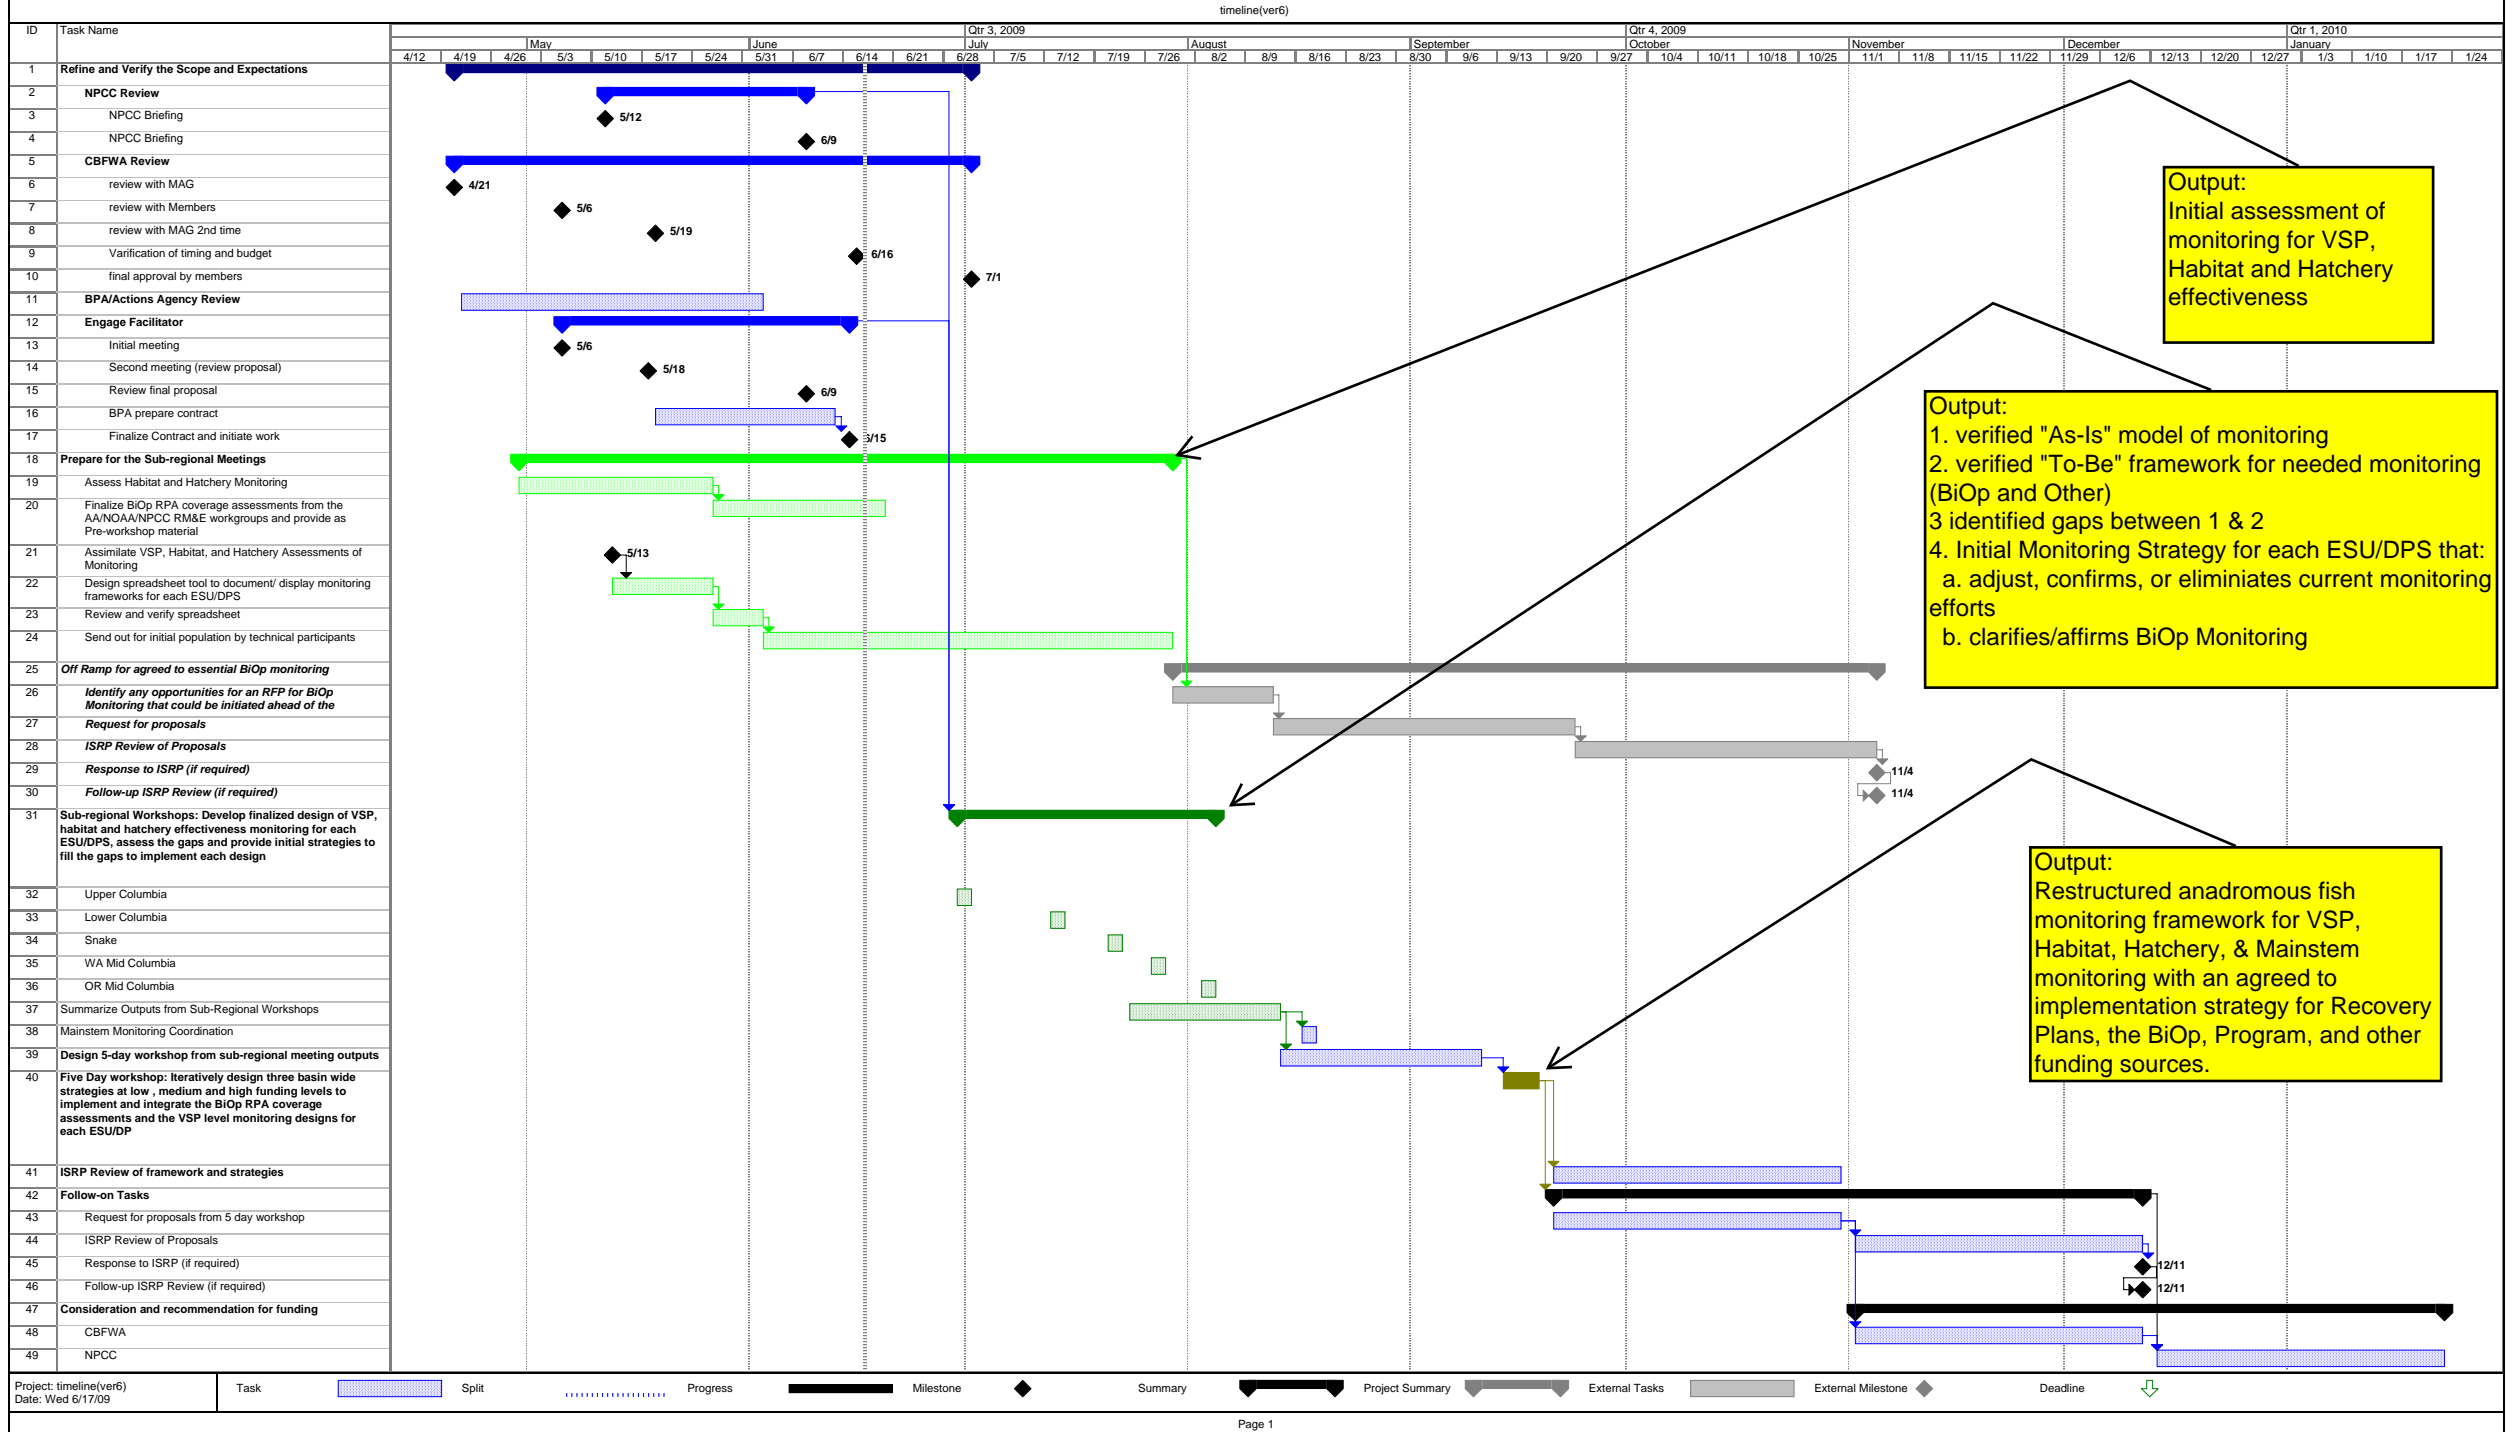 timeline(ver6)
ID Task Name Qtr 3, 2009 Qtr 4, 2009 Qtr 1, 2010
May June July August September October November December January
4/12 4/19 4/26 5/3 5/10 5/17 5/24 5/31 6/7 6/14 6/21 6/28 7/5 7/12 7/19 7/26 8/2 8/9 8/16 8/23 8/30 9/6 9/13 9/20 9/27 10/4 10/11 10/18 10/25 11/1 11/8 11/15 11/22 11/29 12/6 12/13 12/20 12/27 1/3 1/10 1/17 1/24
1 Refine and Verify the Scope and Expectations
2 NPCC Review
3 NPCC Briefing 5/12
4 NPCC Briefing 6/9
5 CBFWA Review
6 review with MAG 4/21
7 review with Members 5/6
8 review with MAG 2nd time 5/19
9 Varification of timing and budget 6/16
10 final approval by members 7/1
11 BPA/Actions Agency Review
12 Engage Facilitator
13 Initial meeting 5/6
14 Second meeting (review proposal) 5/18
15 Review final proposal 6/9
16 BPA prepare contract
17 Finalize Contract and initiate work 6/15
18 Prepare for the Sub-regional Meetings
19 Assess Habitat and Hatchery Monitoring
20 Finalize BiOp RPA coverage assessments from the
AA/NOAA/NPCC RM&E workgroups and provide as
Pre-workshop material
21 Assimilate VSP, Habitat, and Hatchery Assessments of
Monitoring 5/13
22 Design spreadsheet tool to document/ display monitoring
frameworks for each ESU/DPS
23 Review and verify spreadsheet
24 Send out for initial population by technical participants
25 Off Ramp for agreed to essential BiOp monitoring
26 Identify any opportunities for an RFP for BiOp
Monitoring that could be initiated ahead of the
27 Request for proposals
28 ISRP Review of Proposals
29 Response to ISRP (if required) 11/4
30 Follow-up ISRP Review (if required) 11/4
31 Sub-regional Workshops: Develop finalized design of VSP,
habitat and hatchery effectiveness monitoring for each
ESU/DPS, assess the gaps and provide initial strategies to
fill the gaps to implement each design
32 Upper Columbia
33 Lower Columbia
34 Snake
35 WA Mid Columbia
36 OR Mid Columbia
37 Summarize Outputs from Sub-Regional Workshops
38 Mainstem Monitoring Coordination
39 Design 5-day workshop from sub-regional meeting outputs
40 Five Day workshop: Iteratively design three basin wide
strategies at low , medium and high funding levels to
implement and integrate the BiOp RPA coverage
assessments and the VSP level monitoring designs for
each ESU/DP
41 ISRP Review of framework and strategies
42 Follow-on Tasks
43 Request for proposals from 5 day workshop
44 ISRP Review of Proposals
45 Response to ISRP (if required) 12/11
46 Follow-up ISRP Review (if required) 12/11
47 Consideration and recommendation for funding
48 CBFWA
49 NPCC
Output:
Initial assessment of
monitoring for VSP,
Habitat and Hatchery
effectiveness
Output:
1. verified "As-Is" model of monitoring
2. verified "To-Be" framework for needed monitoring
(BiOp and Other)
3 identified gaps between 1 & 2
4. Initial Monitoring Strategy for each ESU/DPS that:
a. adjust, confirms, or eliminiates current monitoring
efforts
b. clarifies/affirms BiOp Monitoring
Output:
Restructured anadromous fish
monitoring framework for VSP,
Habitat, Hatchery, & Mainstem
monitoring with an agreed to
implementation strategy for Recovery
Plans, the BiOp, Program, and other
funding sources.
Project: timeline(ver6)
Date: Wed 6/17/09
Task Split Progress Milestone Summary Project Summary External Tasks External Milestone Deadline
Page 1